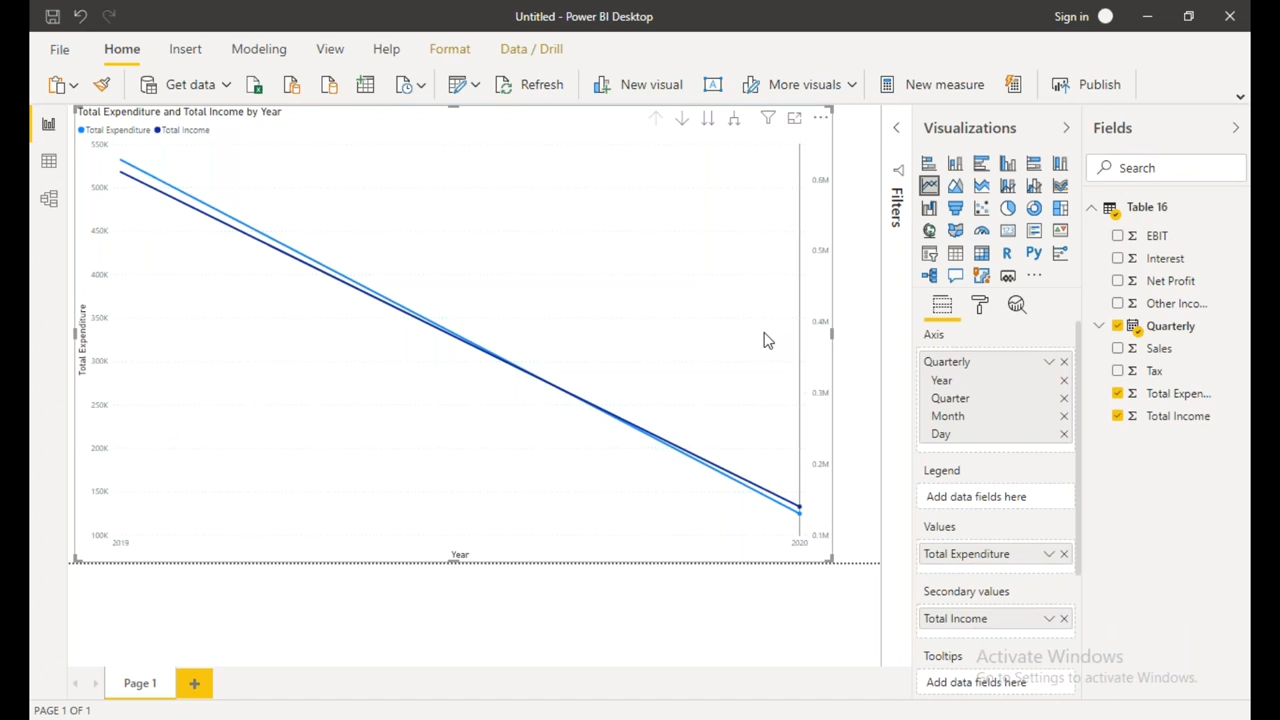 Untitled - Power BI Desktop
Sign in
File Home Insert Modeling View Help Format Data / Drill
Get data Refresh New visual More visuals New measure Publish
Total Expenditure and Total Income by Year
Total Expenditure Total Income
550K
500K
450K
400K
350K
300K
250K
200K
150K
100K
Total Expenditure
0.6M
0.5M
0.4M
0.3M
0.2M
0.1M
2019 2020
Year
Filters
Visualizations
R Py
Axis
Quarterly
Year
Quarter
Month
Day
Legend
Add data fields here
Values
Total Expenditure
Secondary values
Total Income
Tooltips
Add data fields here
Fields
Search
Table 16
EBIT
Interest
Net Profit
Other Inco...
Quarterly
Sales
Tax
Total Expen...
Total Income
Activate Windows
Go to Settings to activate Windows.
Page 1
PAGE 1 OF 1